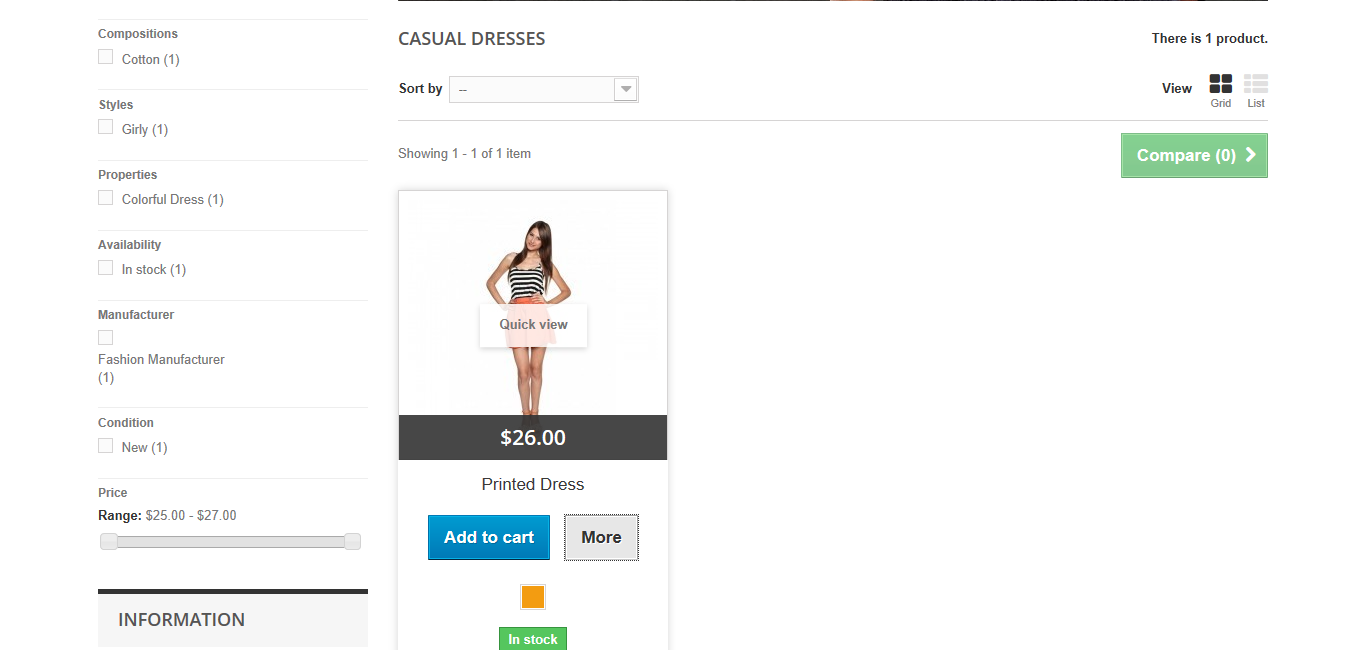 Compositions
Cotton (1)
Styles
Girly (1)
Properties
Colorful Dress (1)
Availability
In stock (1)
Manufacturer
Fashion Manufacturer
(1)
Condition
New (1)
Price
Range: $25.00 - $27.00
INFORMATION
CASUAL DRESSES
There is 1 product.
Sort by
--
View
Grid
List
Showing 1 - 1 of 1 item
Compare (0)
Quick view
$26.00
Printed Dress
Add to cart
More
In stock